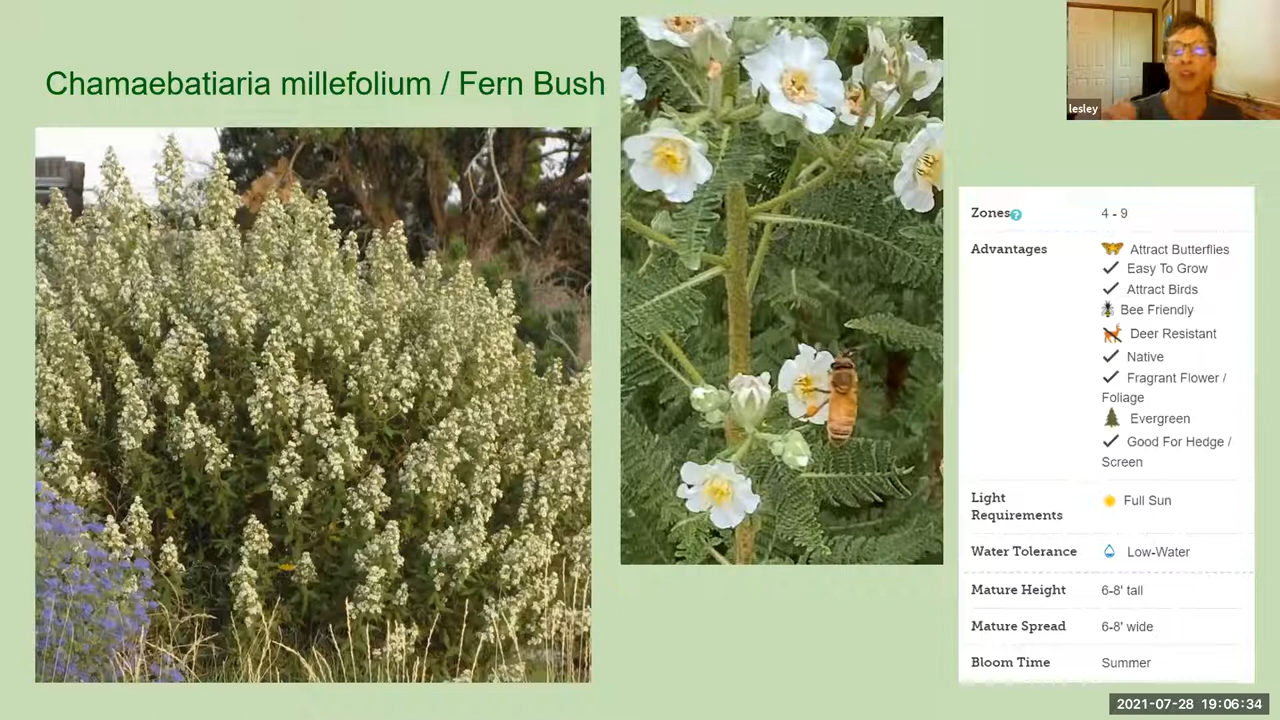 Chamaebatiaria millefolium / Fern Bush
lesley
Zones
4 - 9
Advantages
Attract Butterflies
Easy To Grow
Attract Birds
Bee Friendly
Deer Resistant
Native
Fragrant Flower /
Foliage
Evergreen
Good For Hedge /
Screen
Light
Requirements
Full Sun
Water Tolerance
Low-Water
Mature Height
6-8' tall
Mature Spread
6-8' wide
Bloom Time
Summer
2021-07-28 19:06:34